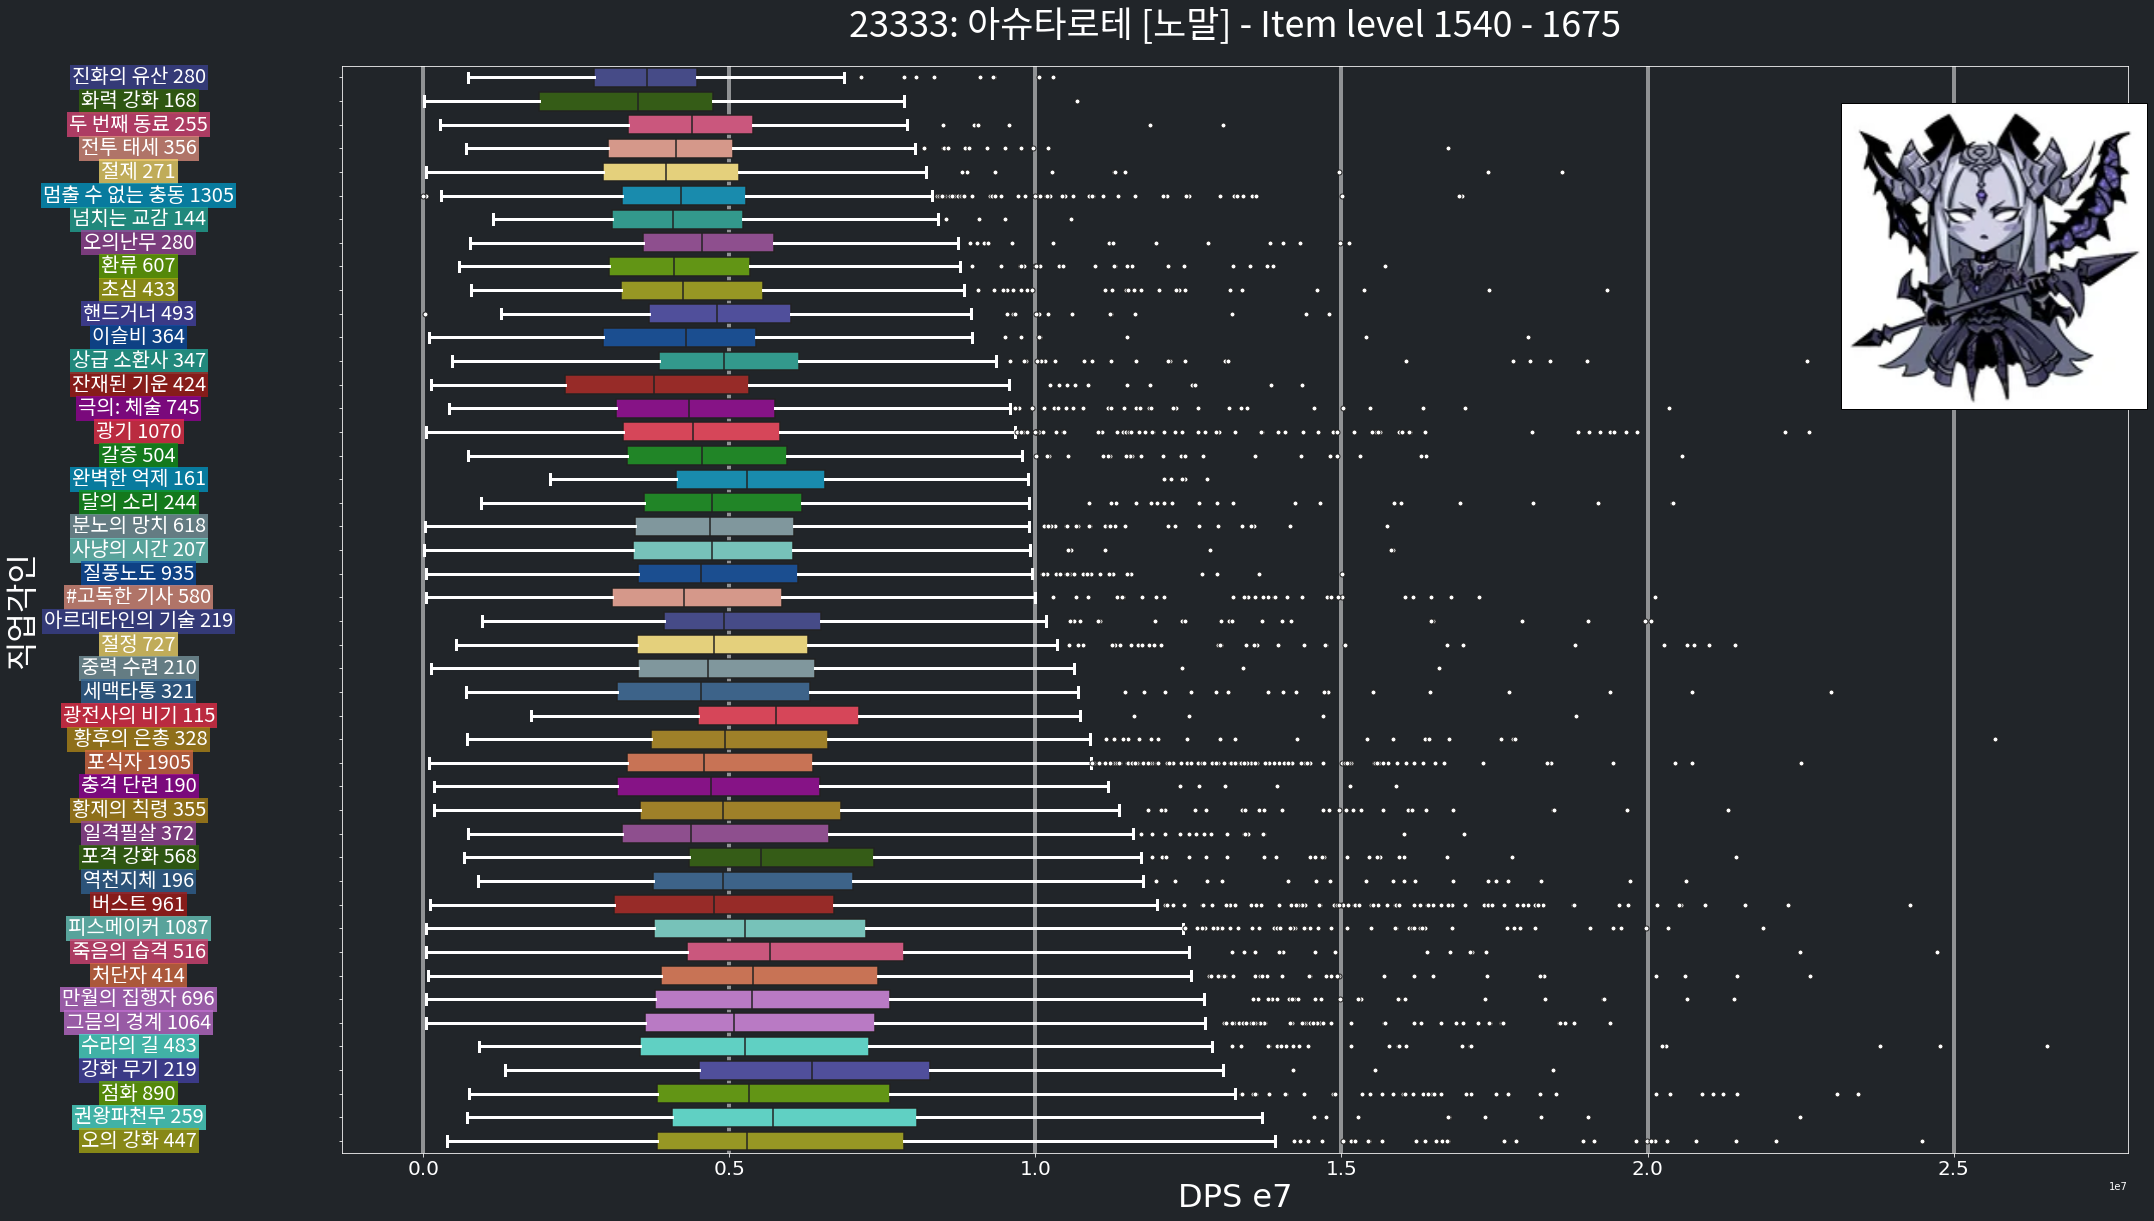 23333: 아슈타로테 [노말] - Item level 1540 - 1675
직업각인
진화의 유산 280
화력 강화 168
두 번째 동료 255
전투 태세 356
절제 271
멈출 수 없는 충동 1305
넘치는 교감 144
오의난무 280
환류 607
초심 433
핸드거너 493
이슬비 364
상급 소환사 347
잔재된 기운 424
극의: 체술 745
광기 1070
갈증 504
완벽한 억제 161
달의 소리 244
분노의 망치 618
사냥의 시간 207
질풍노도 935
#고독한 기사 580
아르데타인의 기술 219
절정 727
중력 수련 210
세맥타통 321
광전사의 비기 115
황후의 은총 328
포식자 1905
충격 단련 190
황제의 칙령 355
일격필살 372
포격 강화 568
역천지체 196
버스트 961
피스메이커 1087
죽음의 습격 516
처단자 414
만월의 집행자 696
그믐의 경계 1064
수라의 길 483
강화 무기 219
점화 890
권왕파천무 259
오의 강화 447
0.0 0.5 1.0 1.5 2.0 2.5
DPS e7
1e7